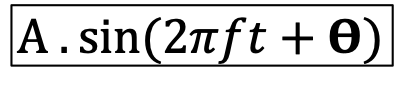 A . sin(2πft + Ө)